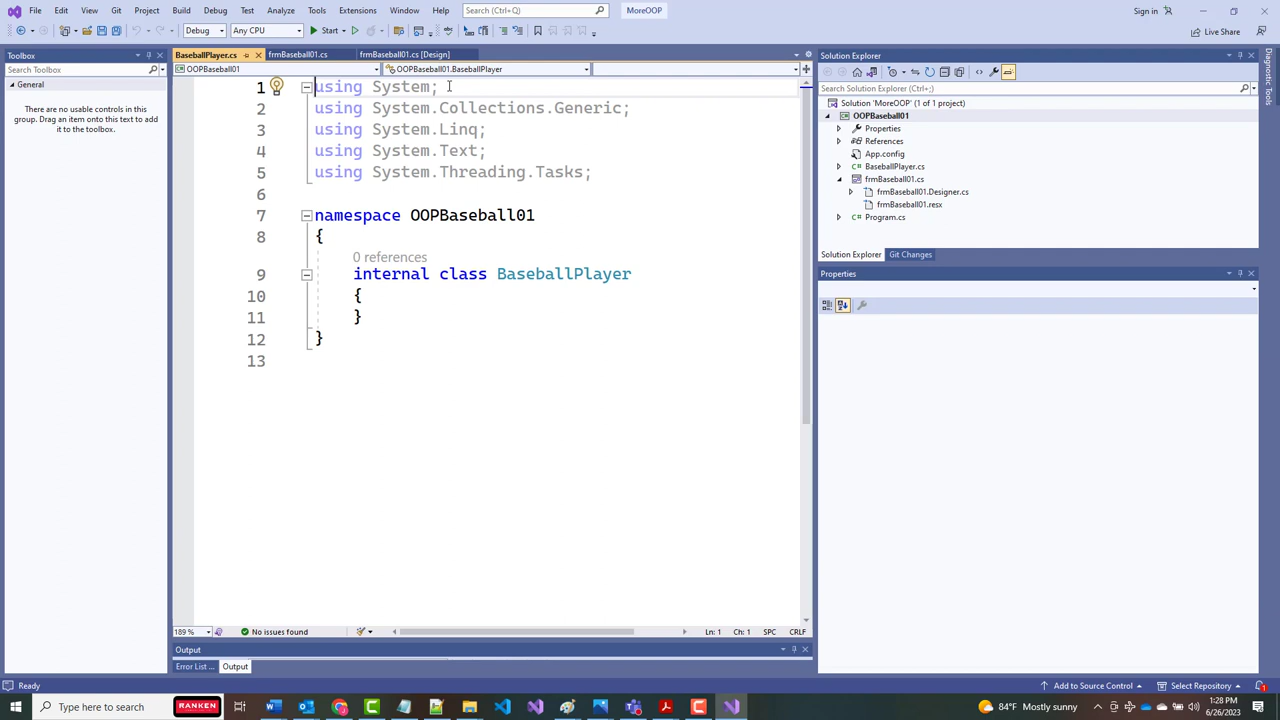 File Edit View Git Project Build Debug Test Analyze Tools Extensions Window Help Search (Ctrl+Q) MoreOOP Sign in
Debug Any CPU Start Live Share
Toolbox
Search Toolbox
General
There are no usable controls in this
group. Drag an item onto this text to add
it to the toolbox.
BaseballPlayer.cs frmBaseball01.cs frmBaseball01.cs [Design]
OOPBaseball01 OOPBaseball01.BaseballPlayer
1 using System;
2 using System.Collections.Generic;
3 using System.Linq;
4 using System.Text;
5 using System.Threading.Tasks;
6
7 namespace OOPBaseball01
8 {
0 references
9 internal class BaseballPlayer
10 {
11 }
12 }
13
189 % No issues found Ln: 1 Ch: 1 SPC CRLF
Output
Error List ... Output
Solution Explorer
Search Solution Explorer (Ctrl+;)
Solution 'MoreOOP' (1 of 1 project)
OOPBaseball01
Properties
References
App.config
BaseballPlayer.cs
frmBaseball01.cs
frmBaseball01.Designer.cs
frmBaseball01.resx
Program.cs
Solution Explorer Git Changes
Properties
Diagnostic Tools
Ready Add to Source Control Select Repository 1
Type here to search RANKEN 84°F Mostly sunny 1:28 PM
6/28/2023